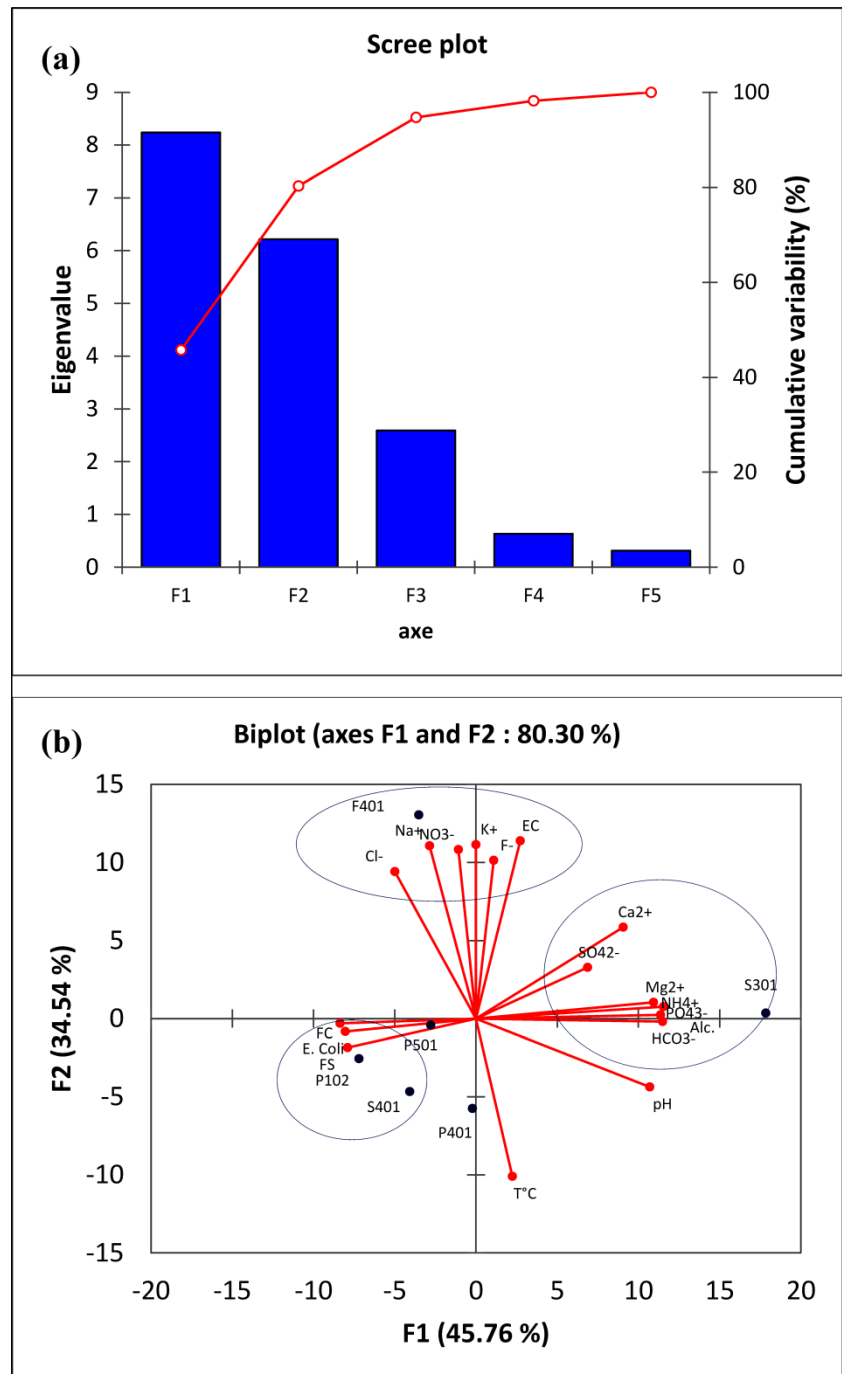 (a)
Scree plot
9
8
7
6
5
4
3
2
1
0
Eigenvalue
100
80
60
40
20
0
Cumulative variability (%)
F1 F2 F3 F4 F5
axe
(b)
Biplot (axes F1 and F2 : 80.30 %)
15
10
5
0
-5
-10
-15
F2 (34.54 %)
F401
Na+ NO3- K+ EC
F-
Cl-
Ca2+
SO42-
Mg2+
NH4+
S301
PO43-
Alc.
HCO3-
FC
E. Coli
FS
P102
P501
S401
P401
pH
T°C
-20 -15 -10 -5 0 5 10 15 20
F1 (45.76 %)